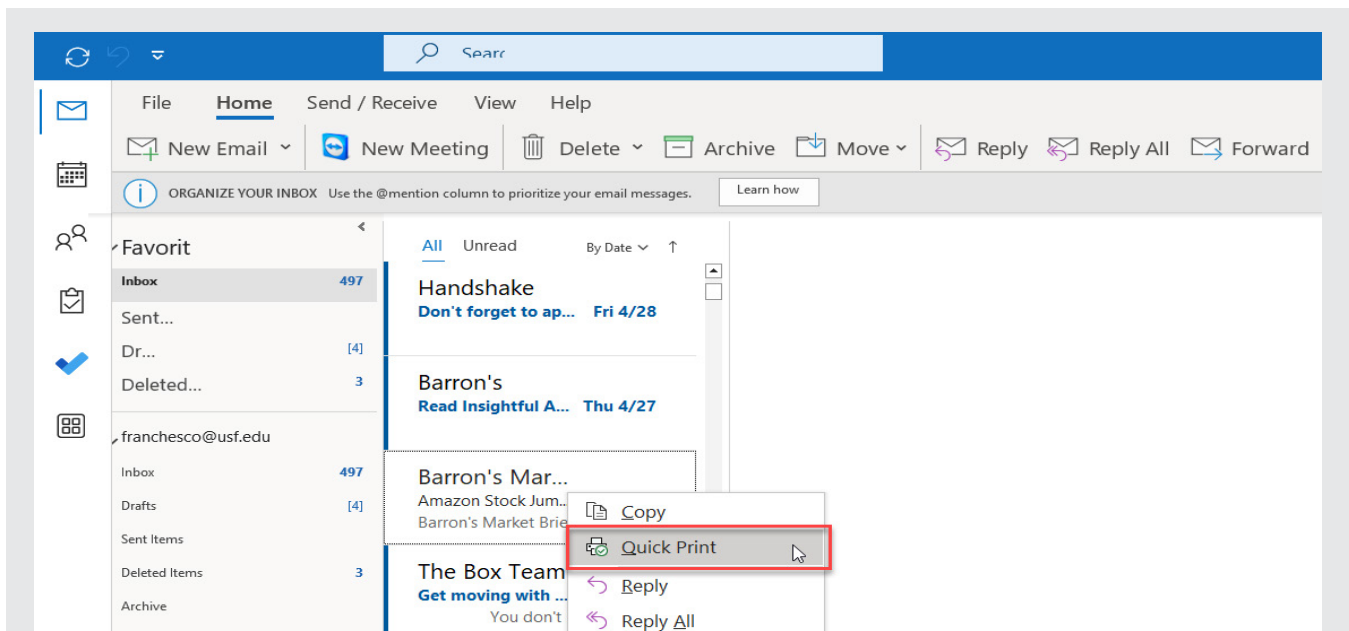 Searc
File Home Send / Receive View Help
New Email New Meeting Delete Archive Move Reply Reply All Forward
ORGANIZE YOUR INBOX Use the @mention column to prioritize your email messages. Learn how
Favorit
Inbox 497
Sent...
Dr... [4]
Deleted... 3
franchesco@usf.edu
Inbox 497
Drafts [4]
Sent Items
Deleted Items 3
Archive
All Unread By Date
Handshake
Don't forget to ap... Fri 4/28
Barron's
Read Insightful A... Thu 4/27
Barron's Mar...
Amazon Stock Jum...
Barron's Market Brie
The Box Team
Get moving with ...
You don't
Copy
Quick Print
Reply
Reply All